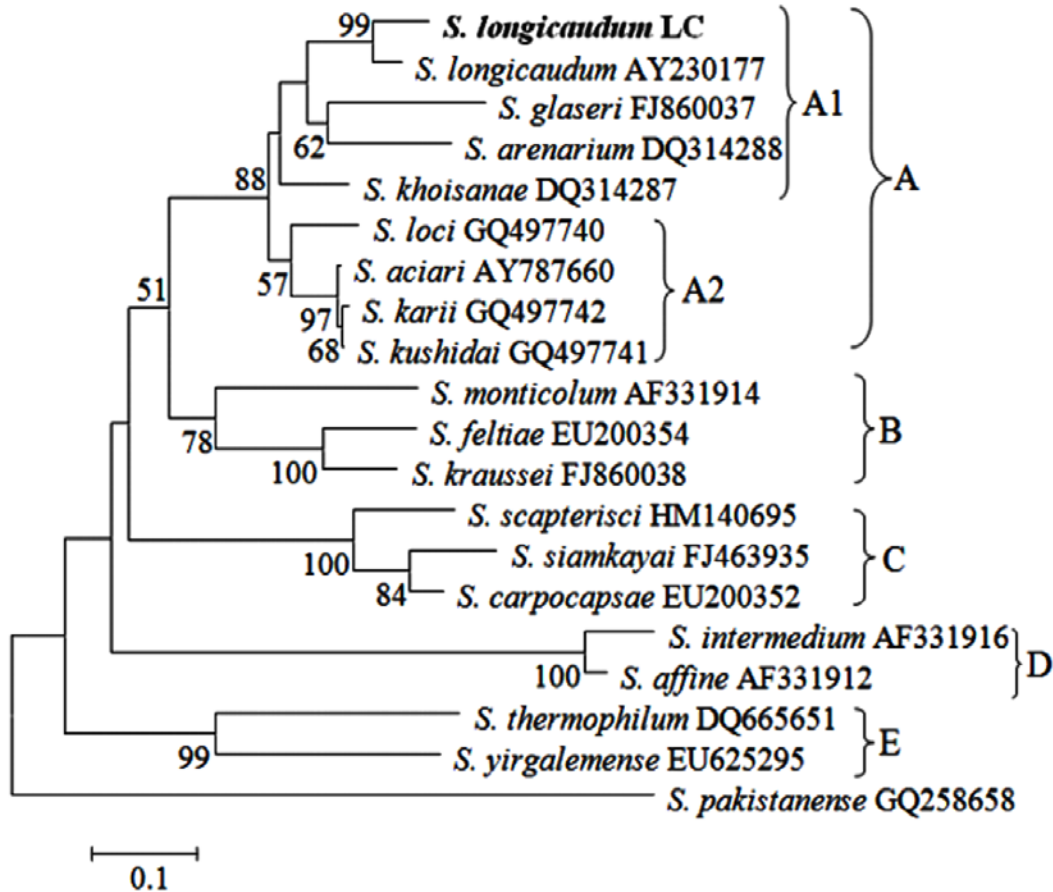 99 S. longicaudum LC
S. longicaudum AY230177
S. glaseri FJ860037
A1
62 S. arenarium DQ314288
88 S. khoisanae DQ314287
A
S. loci GQ497740
57 S. aciari AY787660
51
A2
97 S. karii GQ497742
68 S. kushidai GQ497741
S. monticolum AF331914
78 S. feltiae EU200354
B
100 S. kraussei FJ860038
S. scapterisci HM140695
100 S. siamkayai FJ463935
C
84 S. carpocapsae EU200352
S. intermedium AF331916
D
100 S. affine AF331912
S. thermophilum DQ665651
E
99 S. yirgalemense EU625295
S. pakistanense GQ258658
0.1